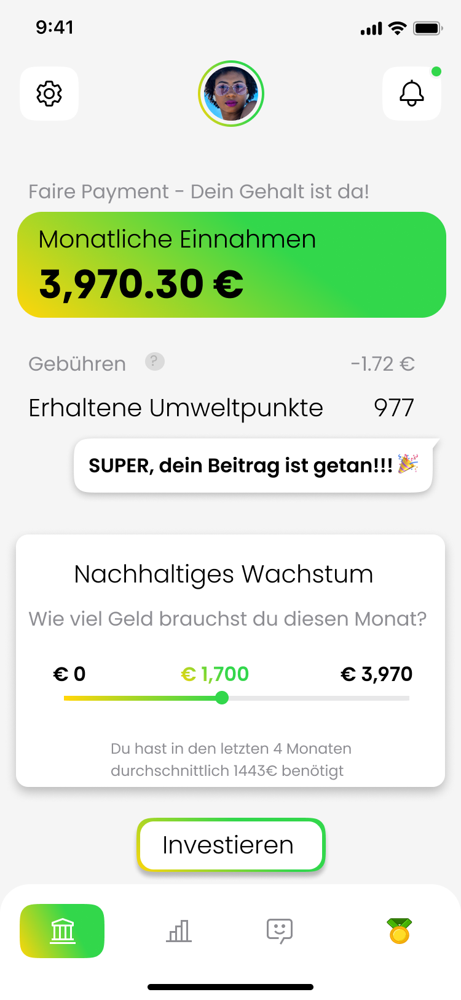 9:41
Faire Payment - Dein Gehalt ist da!
Monatliche Einnahmen
3,970.30 €
Gebühren ? -1.72 €
Erhaltene Umweltpunkte 977
SUPER, dein Beitrag ist getan!!! 🎉
Nachhaltiges Wachstum
Wie viel Geld brauchst du diesen Monat?
€ 0 € 1,700 € 3,970
Du hast in den letzten 4 Monaten
durchschnittlich 1443€ benötigt
Investieren